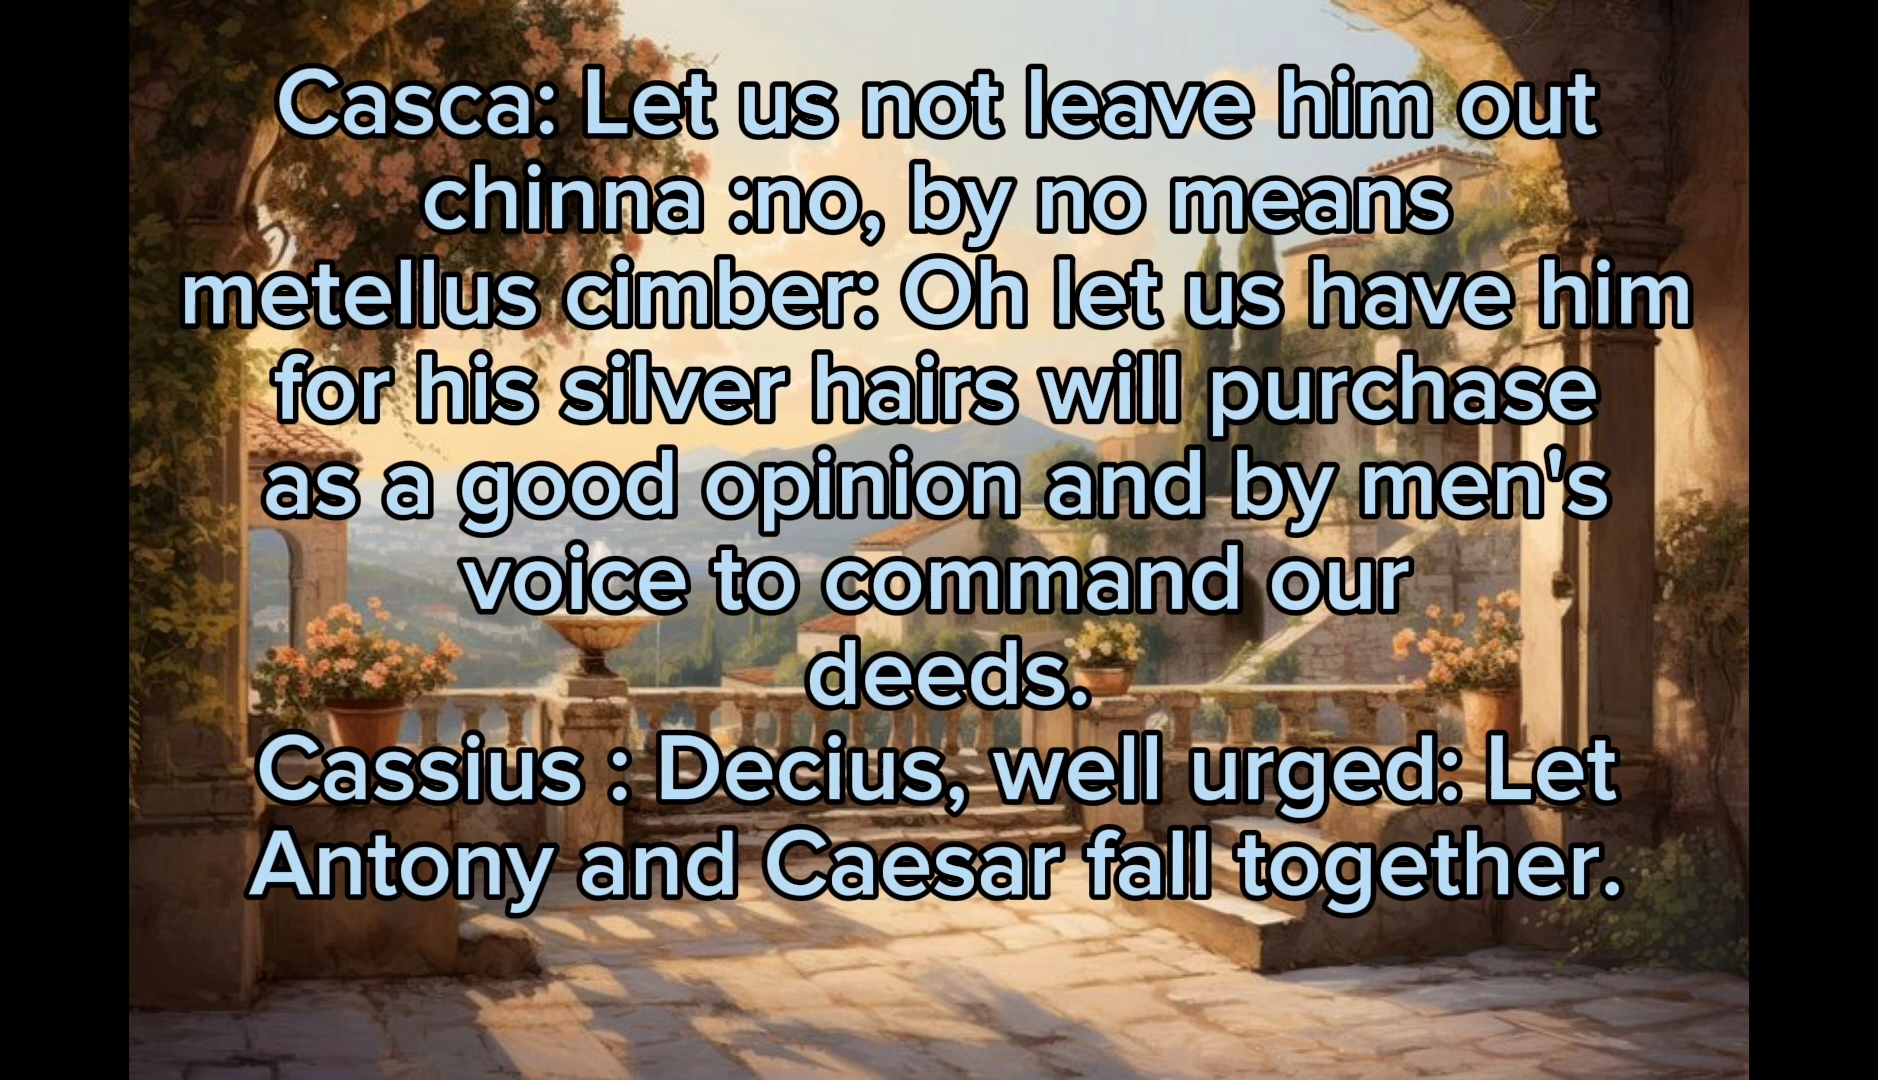 Casca: Let us not leave him out
chinna :no, by no means
metellus cimber: Oh let us have him
for his silver hairs will purchase
as a good opinion and by men's
voice to command our
deeds.
Cassius : Decius, well urged: Let
Antony and Caesar fall together.